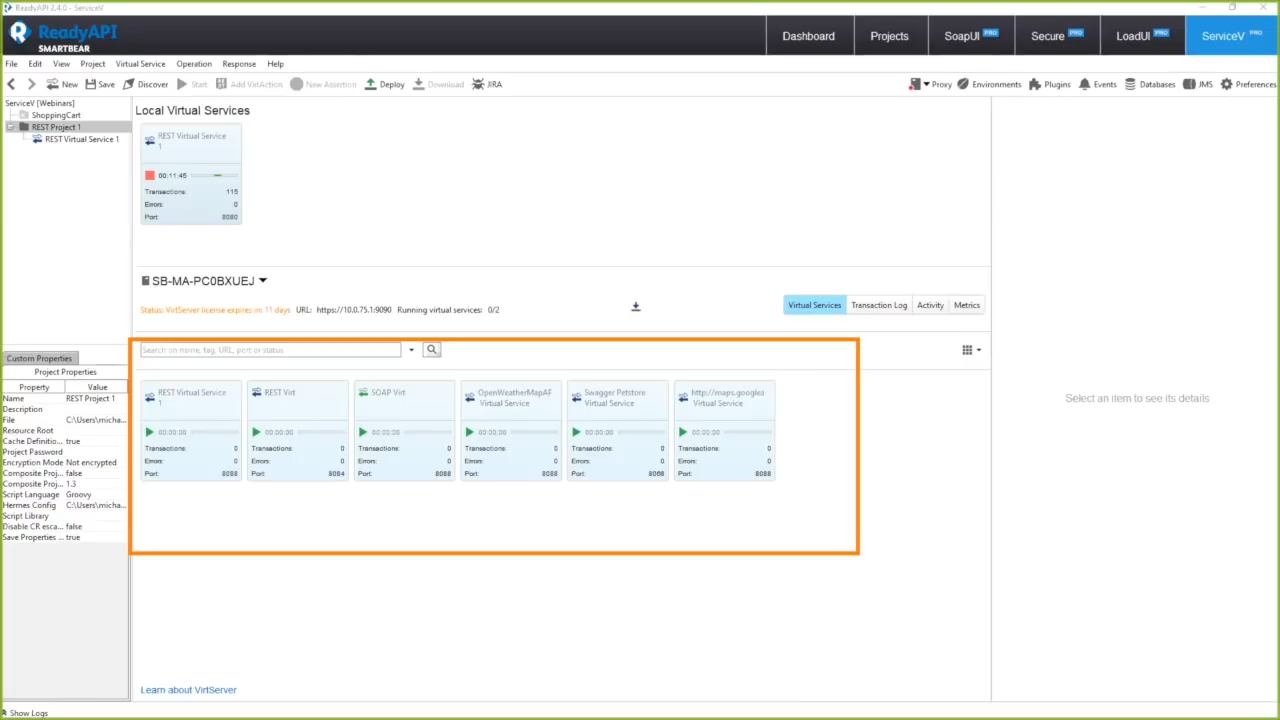 ReadyAPI 2.4.0 - ServiceV
ReadyAPI
SMARTBEAR
Dashboard
Projects
SoapUI PRO
Secure PRO
LoadUI PRO
ServiceV PRO
File Edit View Project Virtual Service Operation Response Help
New Save Discover Start Add VirtAction New Assertion Deploy Download JIRA
Proxy Environments Plugins Events Databases JMS Preferences
ServiceV [Webinars]
ShoppingCart
REST Project 1
REST Virtual Service 1
Local Virtual Services
REST Virtual Service
1
00:11:45
Transactions: 115
Errors: 0
Port: 8080
SB-MA-PC0BXUEJ
Status: VirtServer license expires in: 11 days URL: https://10.0.75.1:9090 Running virtual services: 0/2
Virtual Services Transaction Log Activity Metrics
Search on name, tag, URL, port or status
REST Virtual Service
1
00:00:00
Transactions: 0
Errors: 0
Port: 8088
REST Virt
00:00:00
Transactions: 0
Errors: 0
Port: 8084
SOAP Virt
00:00:00
Transactions: 0
Errors: 0
Port: 8088
OpenWeatherMapAF
Virtual Service
00:00:00
Transactions: 0
Errors: 0
Port: 8088
Swagger Petstore
Virtual Service
00:00:00
Transactions: 0
Errors: 0
Port: 8068
http://maps.googlea
Virtual Service
00:00:00
Transactions: 0
Errors: 0
Port: 8088
Select an item to see its details
Custom Properties
Project Properties
Property Value
Name REST Project 1
Description
File C:\Users\micha...
Resource Root
Cache Definitio... true
Project Password
Encryption Mode Not encrypted
Composite Proj... false
Composite Proj... 1.3
Script Language Groovy
Hermes Config C:\Users\micha...
Script Library
Disable CR esca... false
Save Properties ... true
Learn about VirtServer
Show Logs